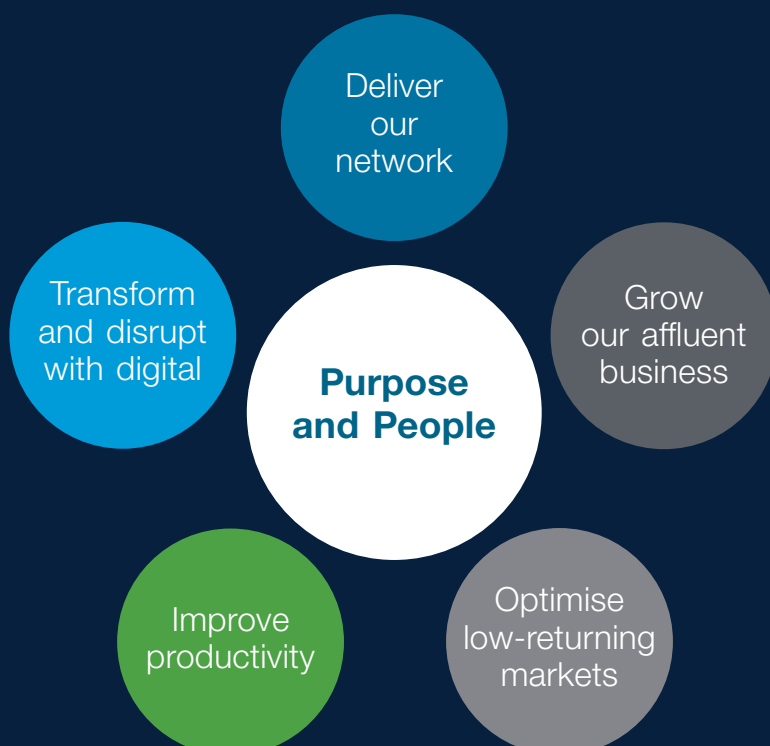 Deliver
our
network
Transform
and disrupt
with digital
Grow
our affluent
business
Purpose
and People
Improve
productivity
Optimise
low-returning
markets